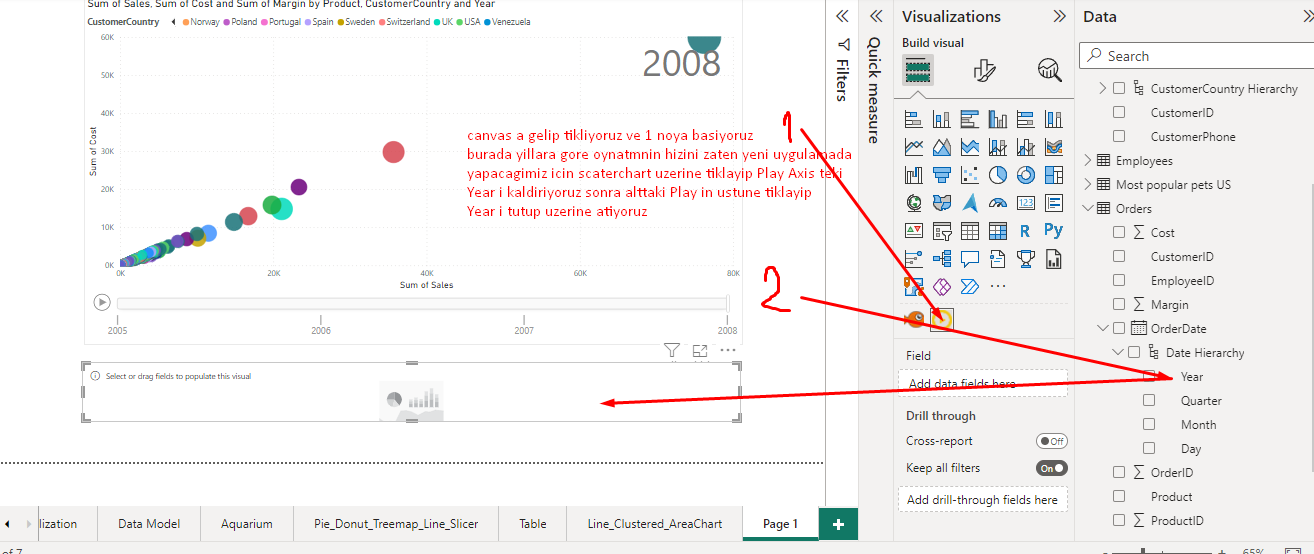 Sum of Sales, Sum of Cost and Sum of Margin by Product, CustomerCountry and Year
CustomerCountry Norway Poland Portugal Spain Sweden Switzerland UK USA Venezuela
60K
50K
40K
30K
20K
10K
0K
Sum of Cost
2008
0K 20K 40K 60K 80K
Sum of Sales
2005 2006 2007 2008
canvas a gelip tikliyoruz ve 1 noya basiyoruz
burada yillara gore oynatmnin hizini zaten yeni uygulamada
yapacagimiz icin scaterchart uzerine tiklayip Play Axis teki
Year i kaldiriyoruz sonra alttaki Play in ustune tiklayip
Year i tutup uzerine atiyoruz
1
2
Select or drag fields to populate this visual
lization
Data Model
Aquarium
Pie_Donut_Treemap_Line_Slicer
Table
Line_Clustered_AreaChart
Page 1
of 7
65%
Filters
Quick measure
Visualizations
Build visual
123
R
Py
Field
Add data fields here
Drill through
Cross-report
Off
Keep all filters
On
Add drill-through fields here
Data
Search
CustomerCountry Hierarchy
CustomerID
CustomerPhone
Employees
Most popular pets US
Orders
Cost
CustomerID
EmployeeID
Margin
OrderDate
Date Hierarchy
Year
Quarter
Month
Day
OrderID
Product
ProductID